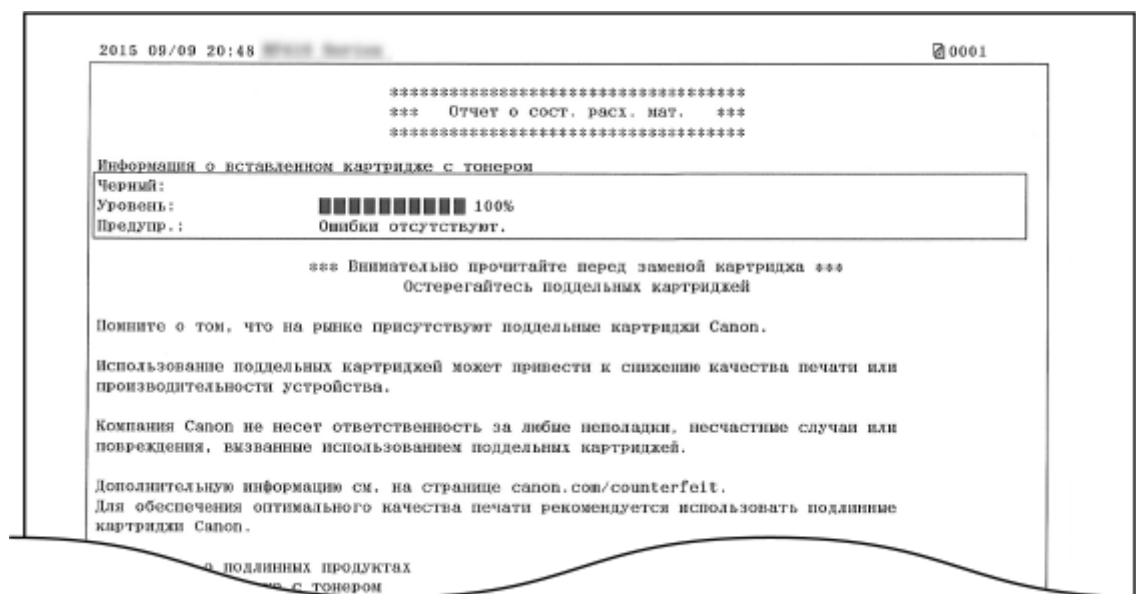 2015 09/09 20:48
0001
************************************
*** Отчет о сост. расх. мат. ***
************************************
Информация о вставленном картридже с тонером
Черный:
Уровень: 100%
Предупр.: Ошибки отсутствуют.
*** Внимательно прочитайте перед заменой картриджа ***
Остерегайтесь поддельных картриджей
Помните о том, что на рынке присутствуют поддельные картриджи Canon.
Использование поддельных картриджей может привести к снижению качества печати или
производительности устройства.
Компания Canon не несет ответственность за любые неполадки, несчастные случаи или
повреждения, вызванные использованием поддельных картриджей.
Дополнительную информацию см. на странице canon.com/counterfeit.
Для обеспечения оптимального качества печати рекомендуется использовать подлинные
картриджи Canon.
о подлинных продуктах
с тонером